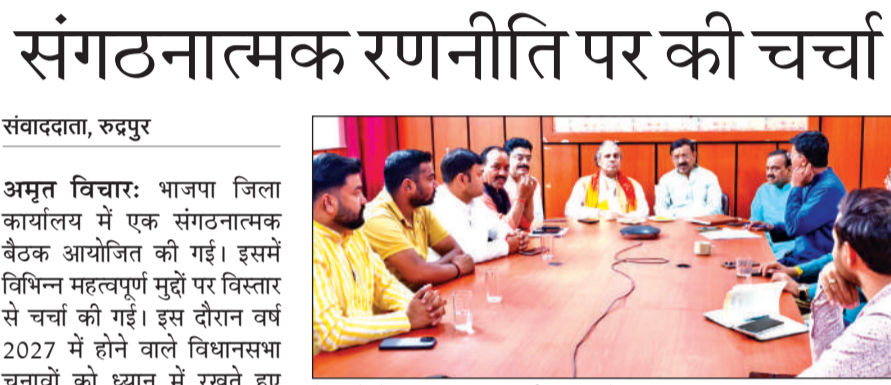 संगठनात्मक रणनीति पर की चर्चा
संवाददाता, रुद्रपुर
अमृत विचारः भाजपा जिला
कार्यालय में एक संगठनात्मक
बैठक आयोजित की गई। इसमें
विभिन्न महत्वपूर्ण मुद्दों पर विस्तार
से चर्चा की गई। इस दौरान वर्ष
2027 में होने वाले विधानसभा
चुनावों को ध्यान में रखते हुए